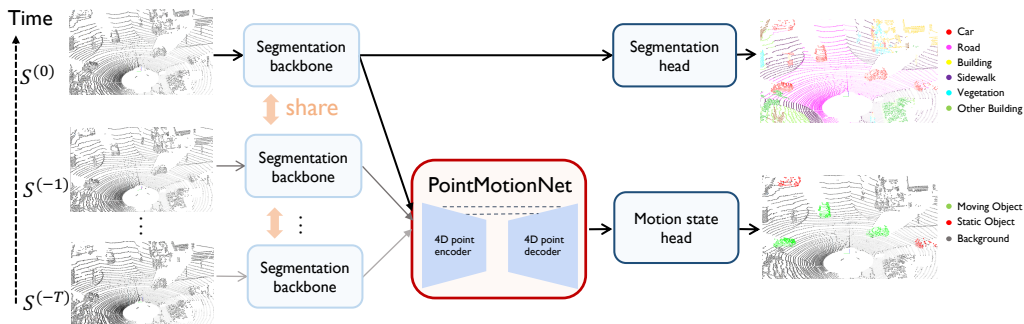 Time
S^(0)
Segmentation
backbone
Segmentation
head
Car
Road
Building
Sidewalk
Vegetation
Other Building
share
S^(-1)
Segmentation
backbone
PointMotionNet
4D point
encoder
4D point
decoder
Motion state
head
Moving Object
Static Object
Background
⋮
⋮
S^(-T)
Segmentation
backbone